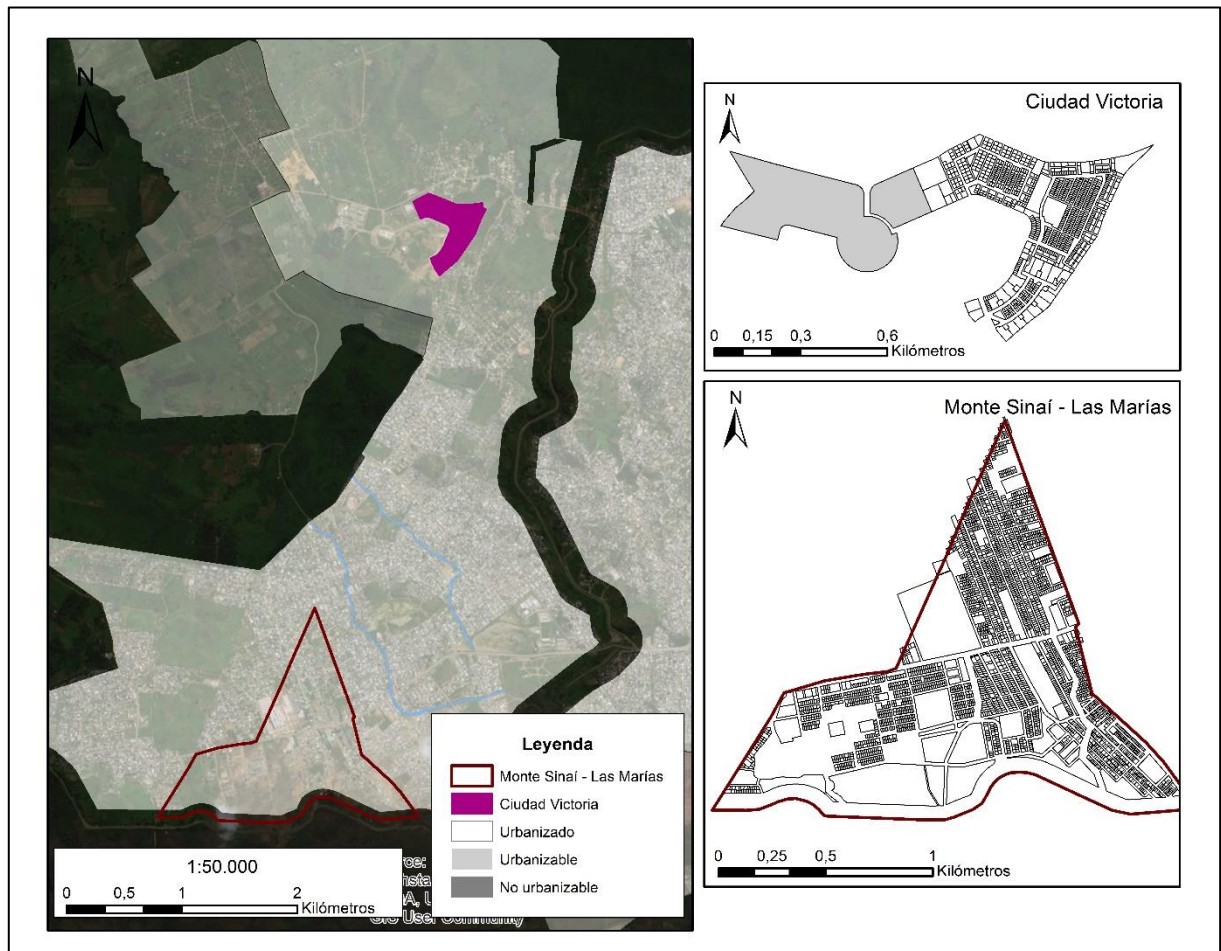 N
Leyenda
Monte Sinaí - Las Marías
Ciudad Victoria
Urbanizado
Urbanizable
No urbanizable
1:50.000
0 0,5 1 2
Kilómetros
User Community
N
Ciudad Victoria
0 0,15 0,3 0,6
Kilómetros
N
Monte Sinaí - Las Marías
0 0,25 0,5 1
Kilómetros